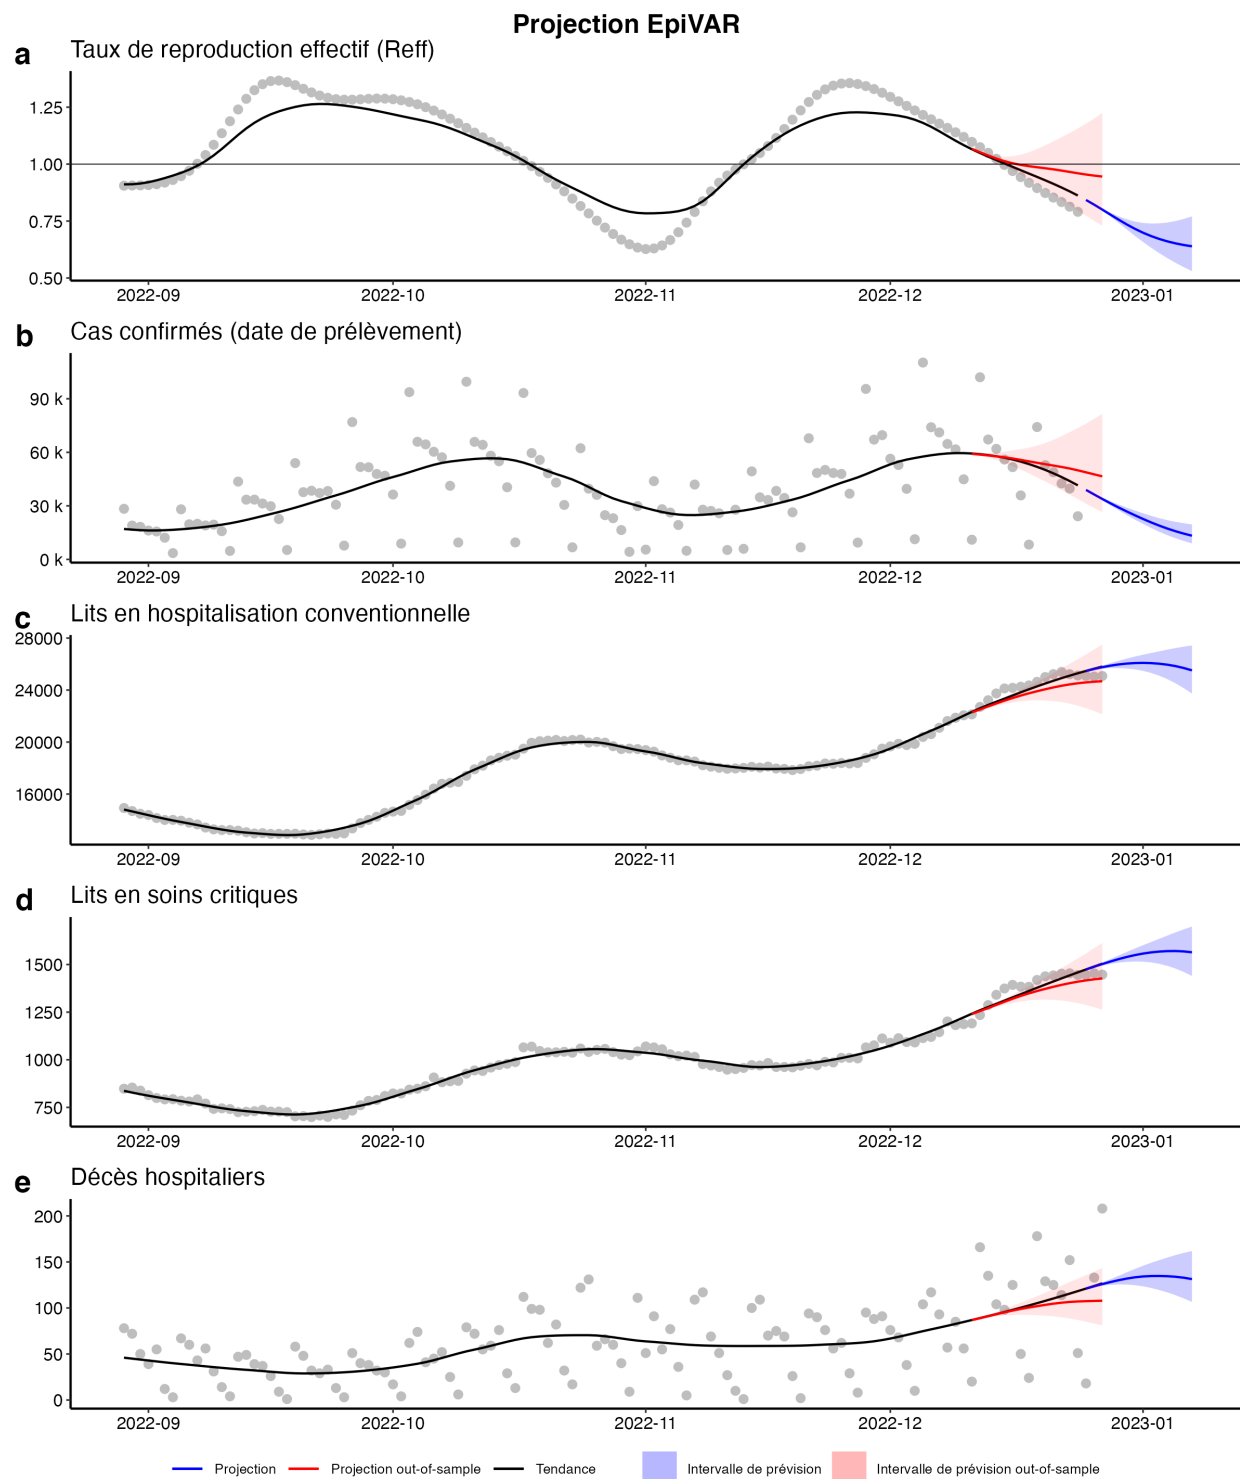 Projection EpiVAR
a Taux de reproduction effectif (Reff)
1.25
1.00
0.75
0.50
2022-09 2022-10 2022-11 2022-12 2023-01
b Cas confirmés (date de prélèvement)
90 k
60 k
30 k
0 k
2022-09 2022-10 2022-11 2022-12 2023-01
c Lits en hospitalisation conventionnelle
28000
24000
20000
16000
2022-09 2022-10 2022-11 2022-12 2023-01
d Lits en soins critiques
1500
1250
1000
750
2022-09 2022-10 2022-11 2022-12 2023-01
e Décès hospitaliers
200
150
100
50
0
2022-09 2022-10 2022-11 2022-12 2023-01
Projection Projection out-of-sample Tendance Intervalle de prévision Intervalle de prévision out-of-sample